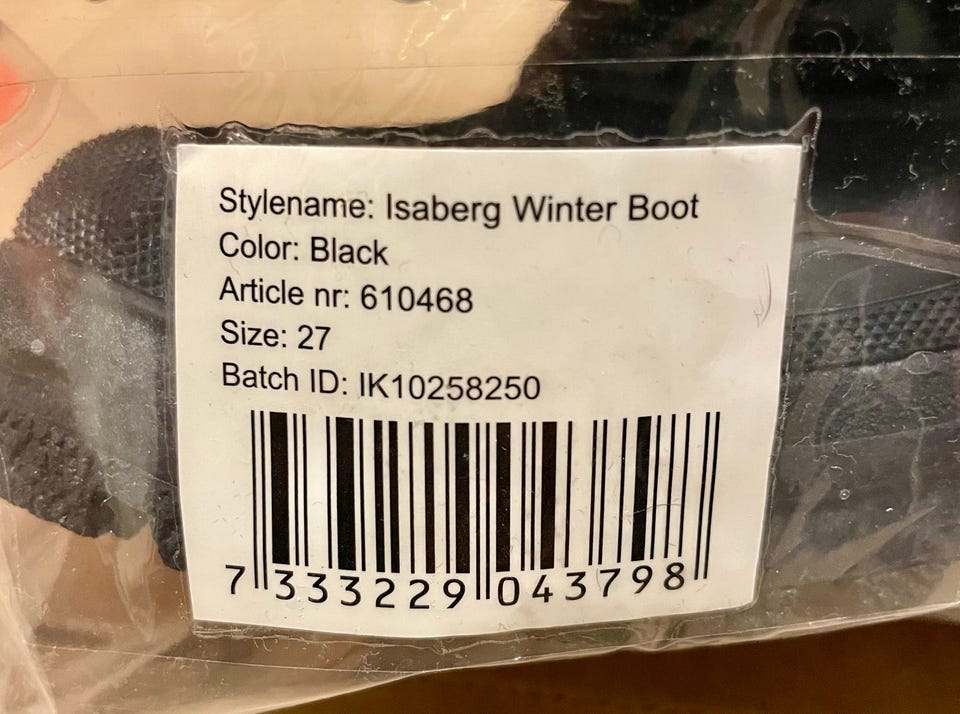 Stylename: Isaberg Winter Boot
Color: Black
Article nr: 610468
Size: 27
Batch ID: IK10258250
7 333229 043798